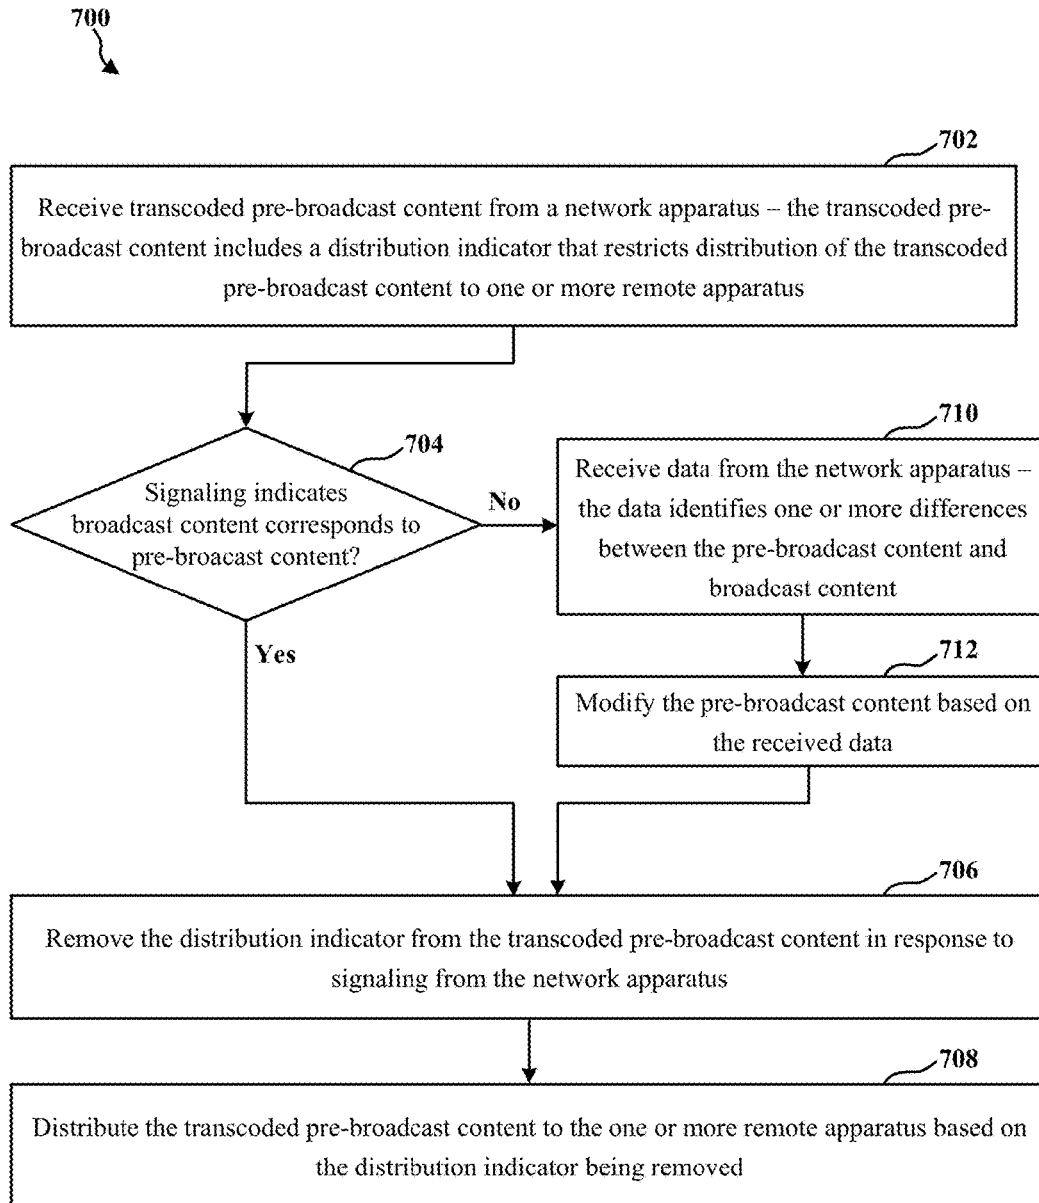 700
702
Receive transcoded pre-broadcast content from a network apparatus – the transcoded pre-
broadcast content includes a distribution indicator that restricts distribution of the transcoded
pre-broadcast content to one or more remote apparatus
704
Signaling indicates
broadcast content corresponds to
pre-broacast content?
No
Yes
710
Receive data from the network apparatus –
the data identifies one or more differences
between the pre-broadcast content and
broadcast content
712
Modify the pre-broadcast content based on
the received data
706
Remove the distribution indicator from the transcoded pre-broadcast content in response to
signaling from the network apparatus
708
Distribute the transcoded pre-broadcast content to the one or more remote apparatus based on
the distribution indicator being removed